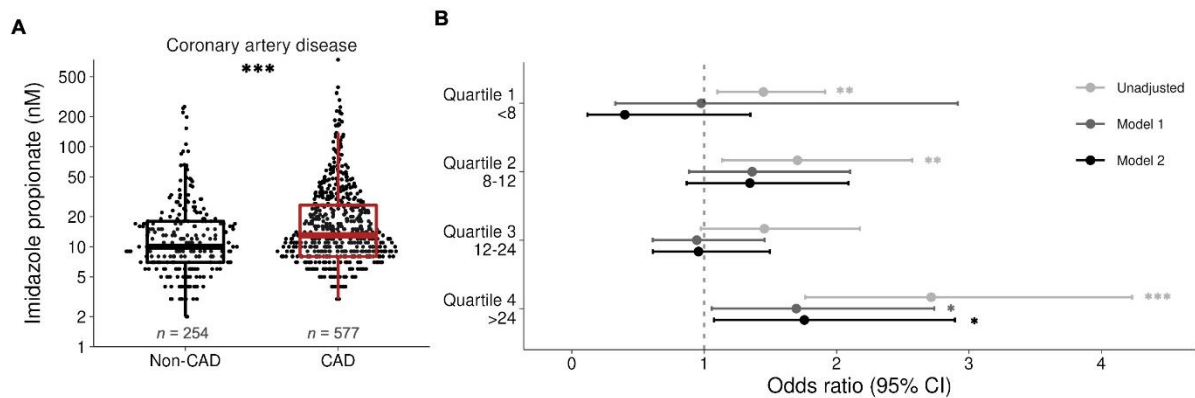 A
Coronary artery disease
***
Imidazole propionate (nM)
500
200
100
50
20
10
5
2
1
n = 254
n = 577
Non-CAD
CAD
B
Quartile 1
<8
**
Quartile 2
8-12
**
Quartile 3
12-24
Quartile 4
>24
***
*
*
Unadjusted
Model 1
Model 2
0
1
2
3
4
Odds ratio (95% CI)